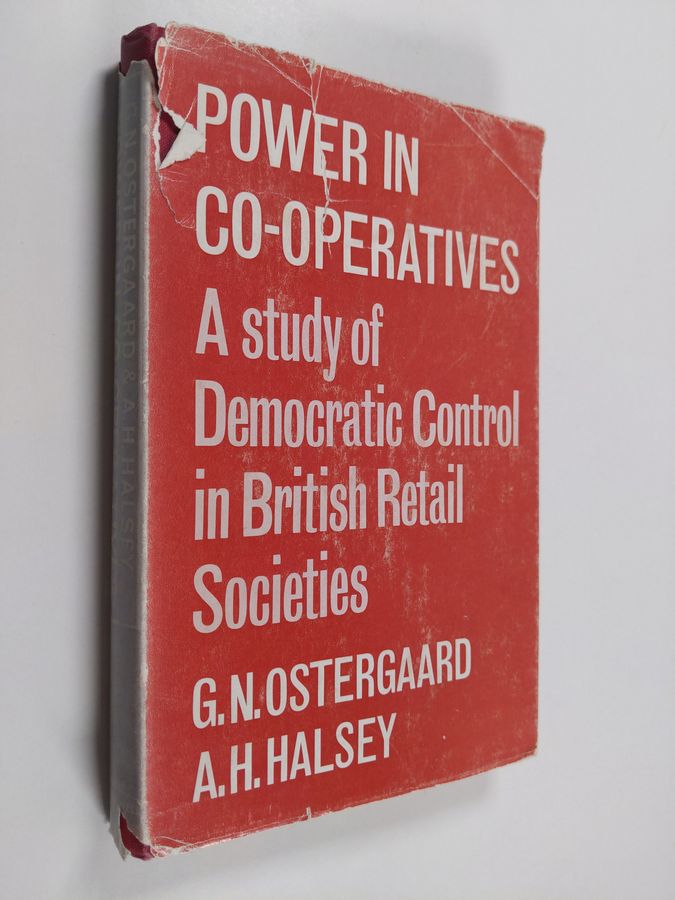 POWER IN
CO-OPERATIVES
A study of
Democratic Control
in British Retail
Societies
G.N.OSTERGAARD
A.H.HALSEY
G.N.OSTERGAARD & A.H.HALSEY